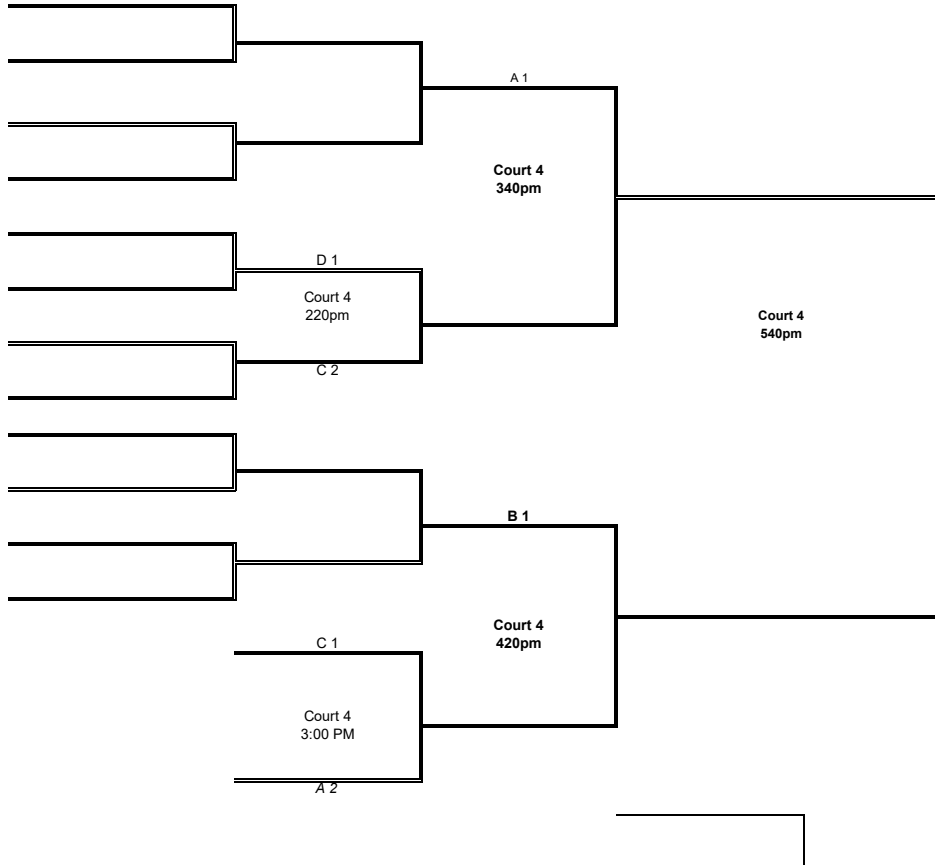 A 1
Court 4
340pm
D 1
Court 4
220pm
Court 4
540pm
C 2
B 1
Court 4
420pm
C 1
Court 4
3:00 PM
A 2